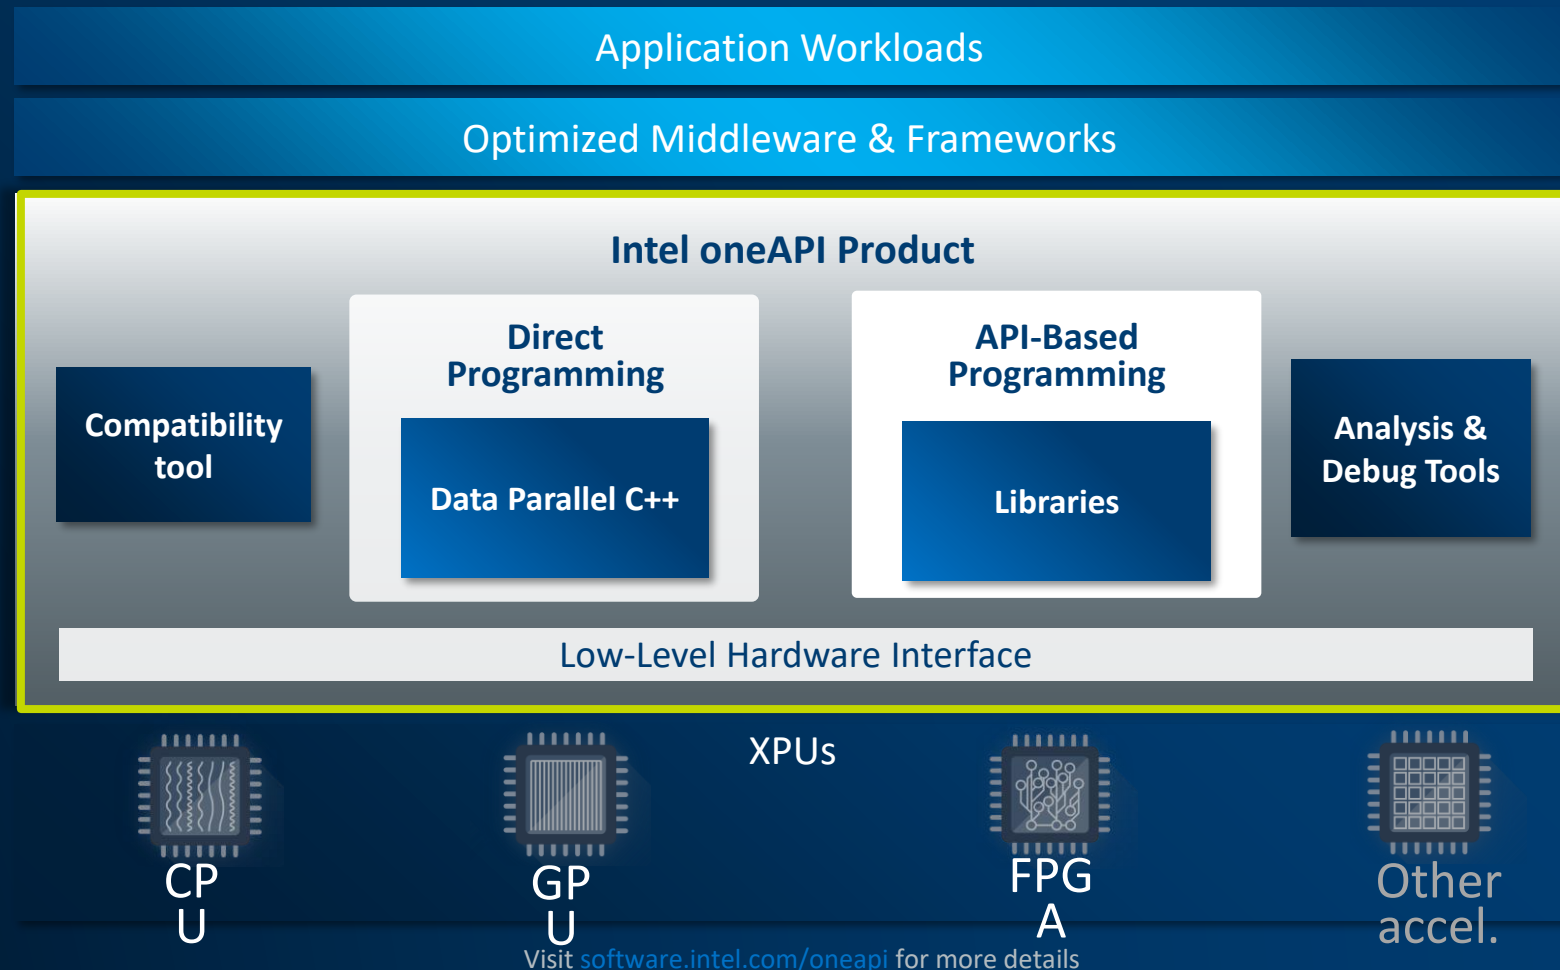 Application Workloads
Optimized Middleware & Frameworks
Intel oneAPI Product
Direct
Programming
API-Based
Programming
Compatibility
tool
Data Parallel C++
Libraries
Analysis &
Debug Tools
Low-Level Hardware Interface
XPUs
CP
U
GP
U
FPG
A
Other
accel.
Visit software.intel.com/oneapi for more details